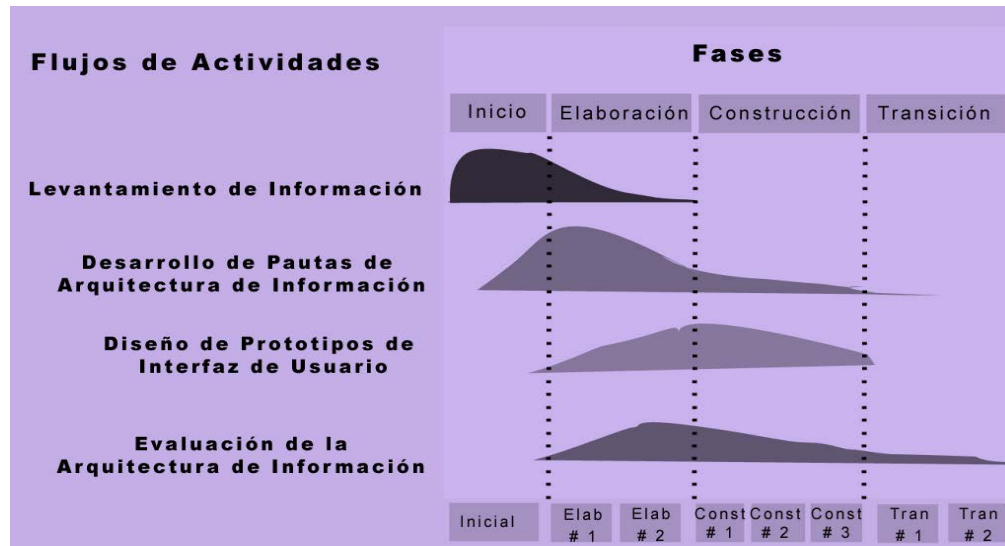 Flujos de Actividades
Fases
Inicio
Elaboración
Construcción
Transición
Levantamiento de Información
Desarrollo de Pautas de
Arquitectura de Información
Diseño de Prototipos de
Interfaz de Usuario
Evaluación de la
Arquitectura de Información
Inicial
Elab
# 1
Elab
# 2
Const
# 1
Const
# 2
Const
# 3
Tran
# 1
Tran
# 2